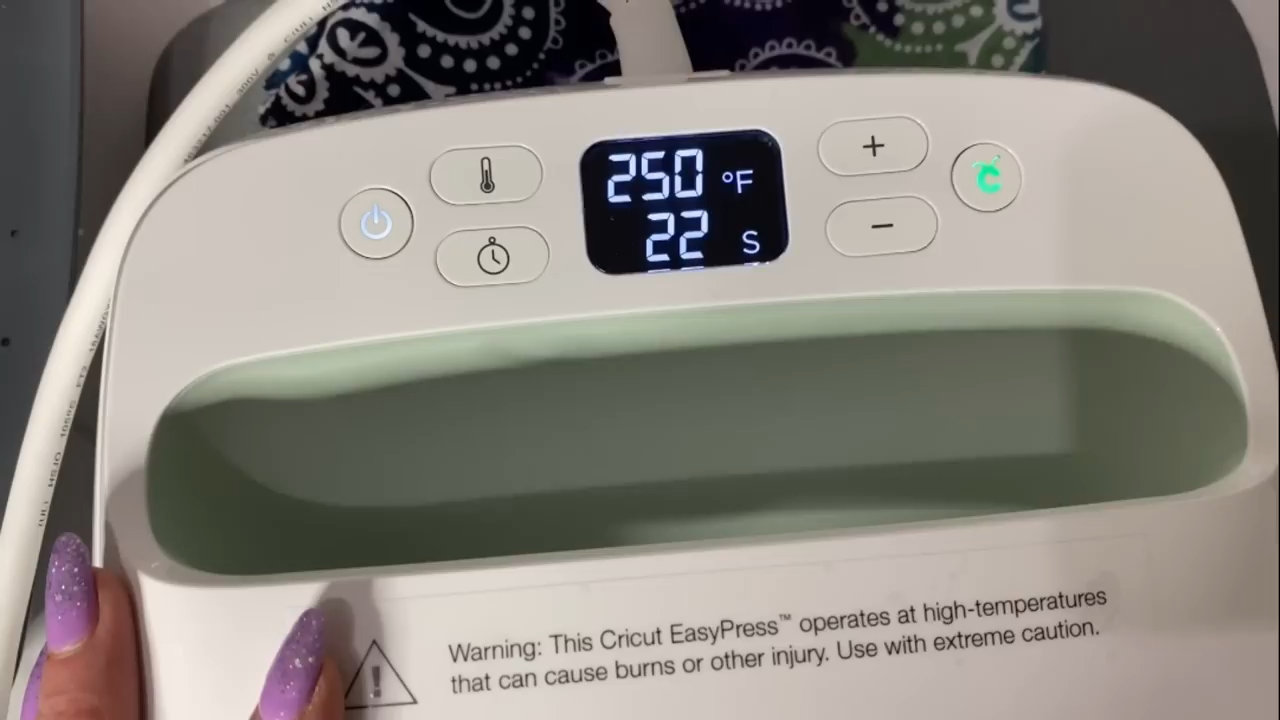 250 °F
22 S
Warning: This Cricut EasyPress™ operates at high-temperatures
that can cause burns or other injury. Use with extreme caution.